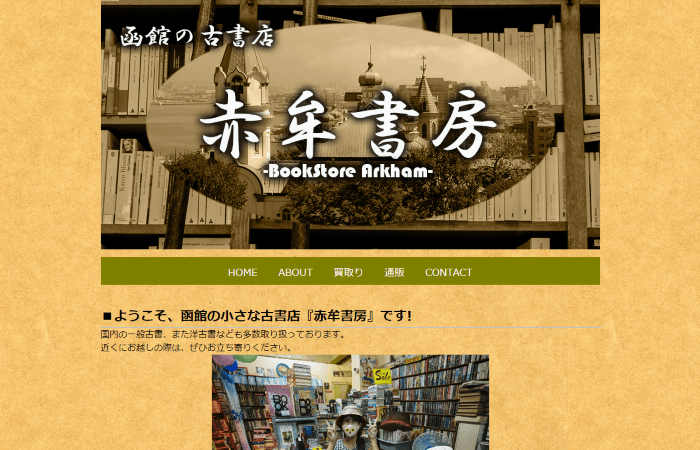 函館の古書店
赤牟書房
-BookStore Arkham-
HOME ABOUT 買取り 通販 CONTACT
■ようこそ、函館の小さな古書店『赤牟書房』です!
国内の一般古書、また洋古書なども多数取り扱っております。
近くにお越しの際は、ぜひお立ち寄りください。
Sale